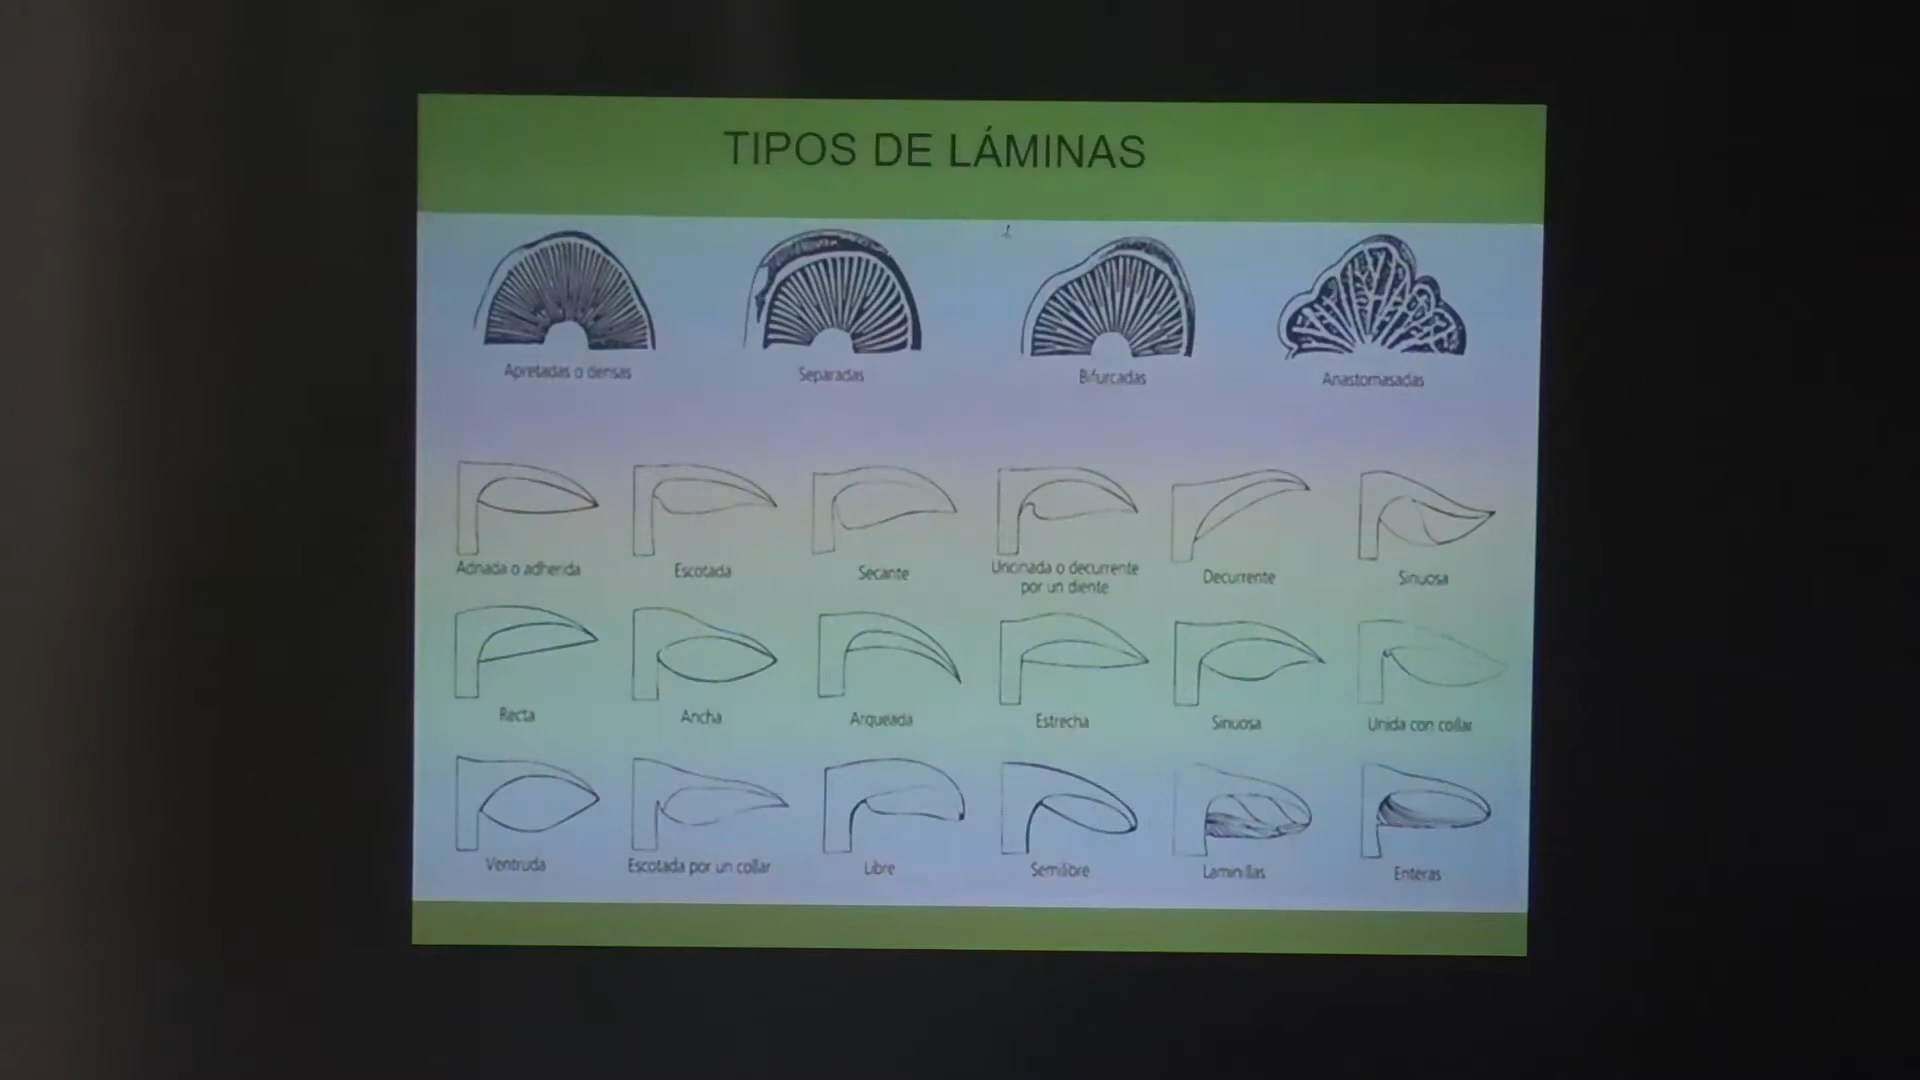 TIPOS DE LÁMINAS
Apretadas o densas
Separadas
Bifurcadas
Anastomasadas
Adnada o adherida
Escotada
Secante
Uncinada o decurrente
por un diente
Decurrente
Sinuosa
Recta
Ancha
Arqueada
Estrecha
Sinuosa
Unida con collar
Ventruda
Escotada por un collar
Libre
Semilibre
Laminillas
Enteras